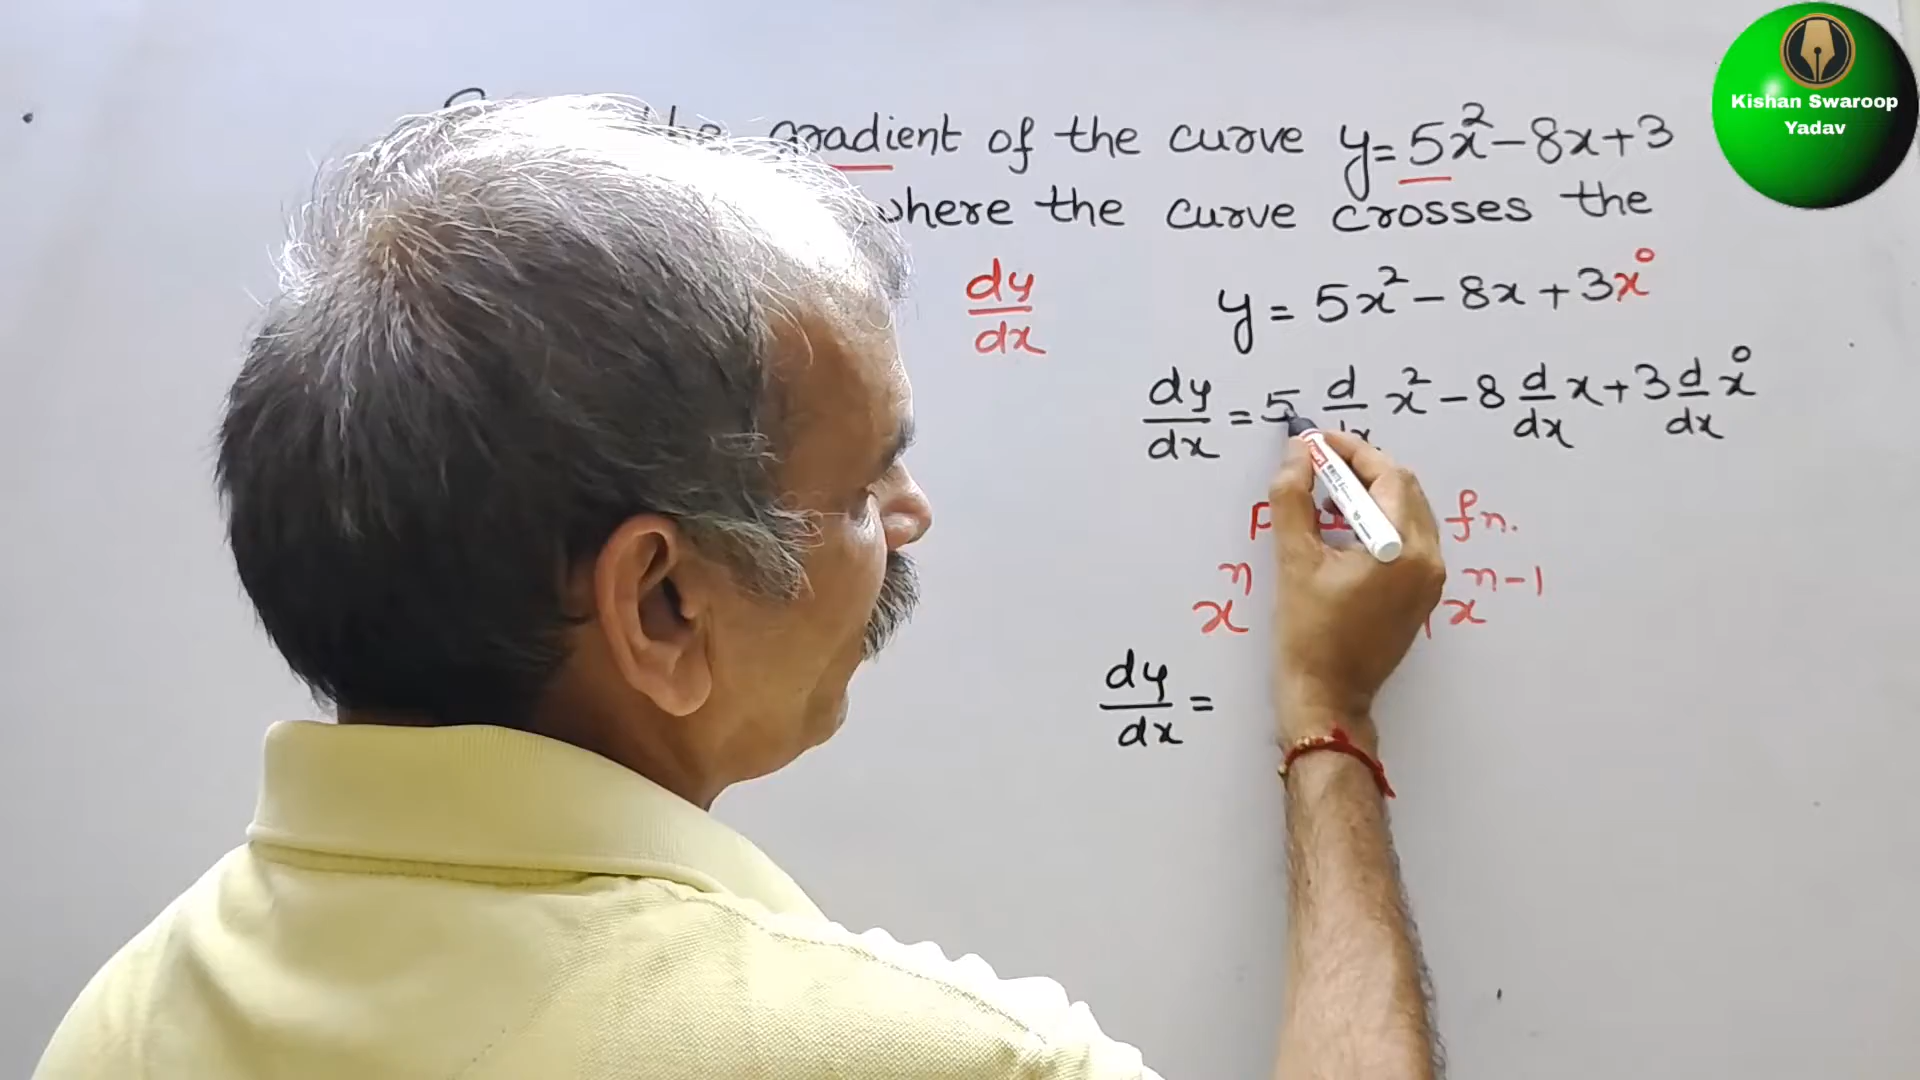 the gradient of the curve y = 5x² - 8x + 3
where the curve crosses the
dy/dx
y = 5x² - 8x + 3x⁰
dy/dx = 5 d/dx x² - 8 d/dx x + 3 d/dx x⁰
fn.
xⁿ x^(n-1)
dy/dx =
Kishan Swaroop
Yadav